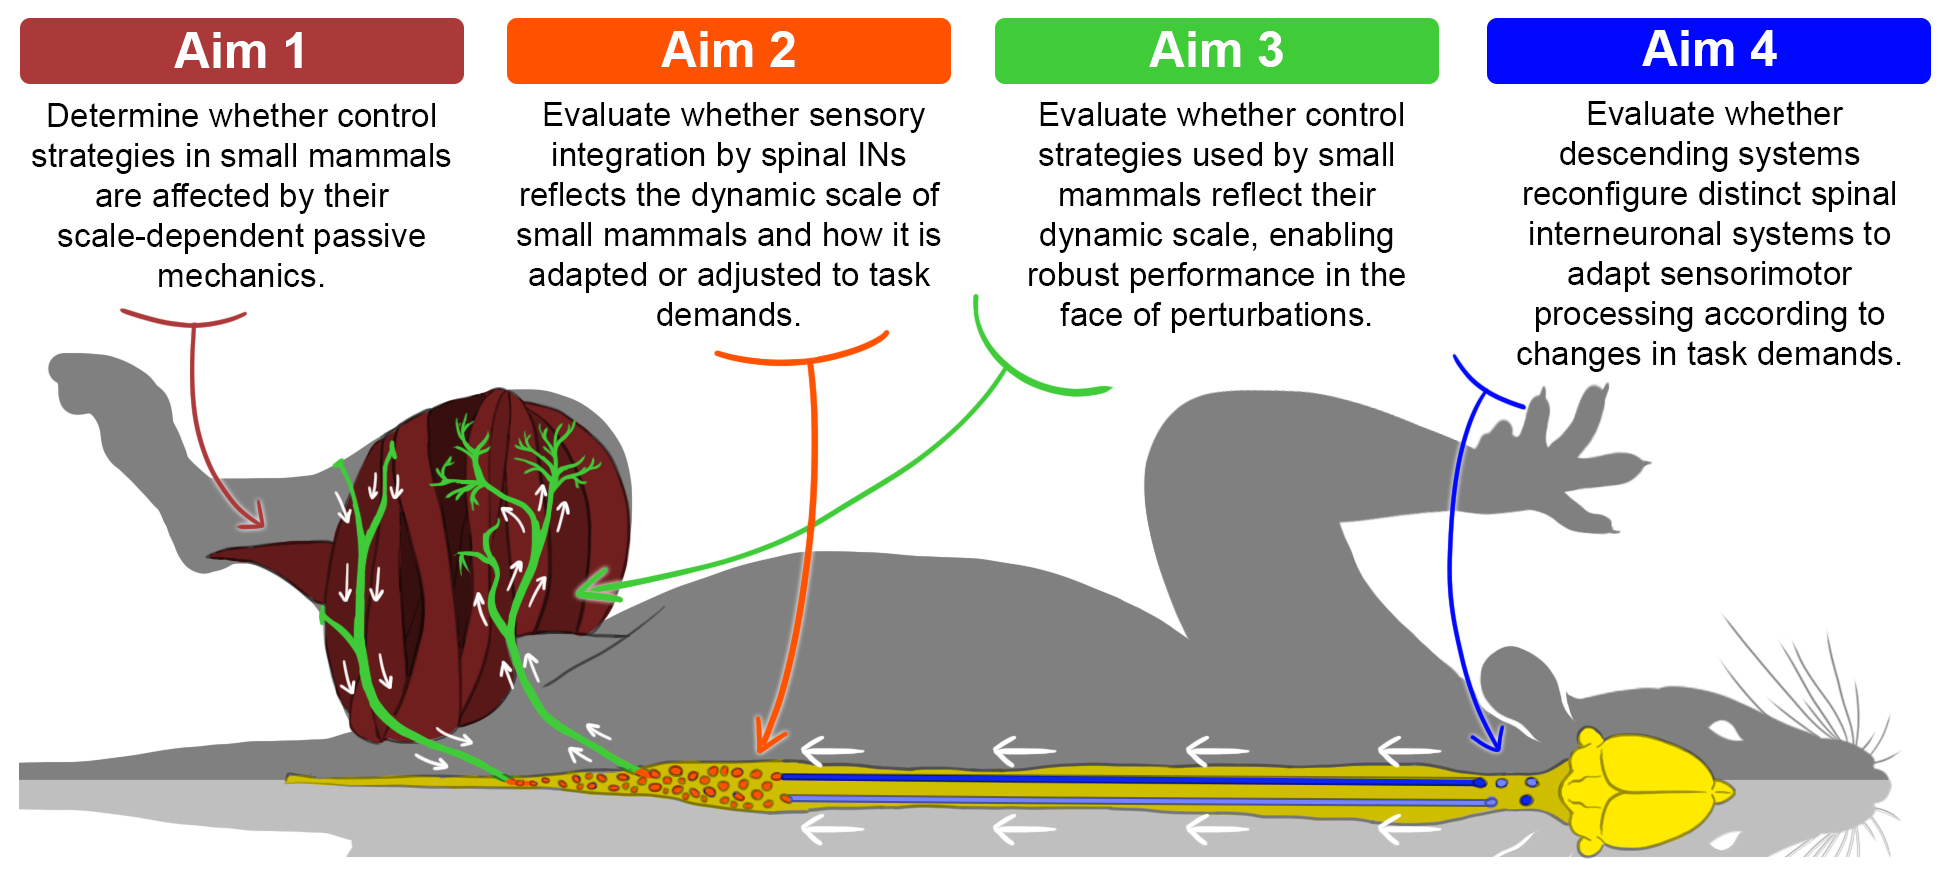 Aim 1
Determine whether control
strategies in small mammals
are affected by their
scale-dependent passive
mechanics.
Aim 2
Evaluate whether sensory
integration by spinal INs
reflects the dynamic scale of
small mammals and how it is
adapted or adjusted to task
demands.
Aim 3
Evaluate whether control
strategies used by small
mammals reflect their
dynamic scale, enabling
robust performance in the
face of perturbations.
Aim 4
Evaluate whether
descending systems
reconfigure distinct spinal
interneuronal systems to
adapt sensorimotor
processing according to
changes in task demands.